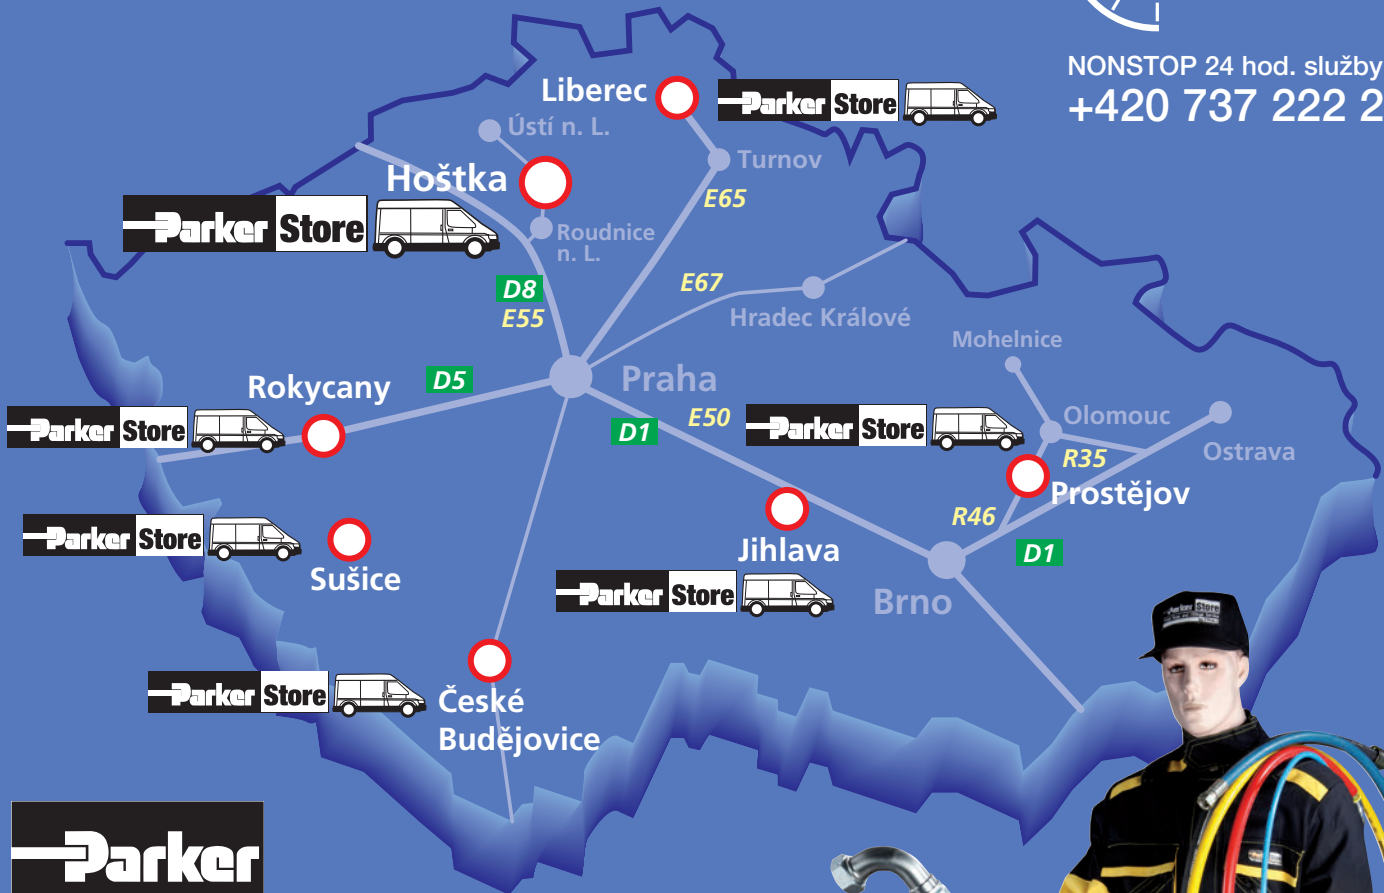 NONSTOP 24 hod. služby
+420 737 222 2
Liberec
Parker Store
Ústí n. L.
Turnov
Hoštka
E65
Parker Store
Roudnice
n. L.
E67
D8
E55
Hradec Králové
Mohelnice
Praha
D5
Rokycany
E50
D1
Parker Store
Parker Store
Olomouc
Ostrava
R35
Prostějov
R46
D1
Parker Store
Sušice
Jihlava
Parker Store
Brno
Parker Store
České
Budějovice
Parker Store
Parker